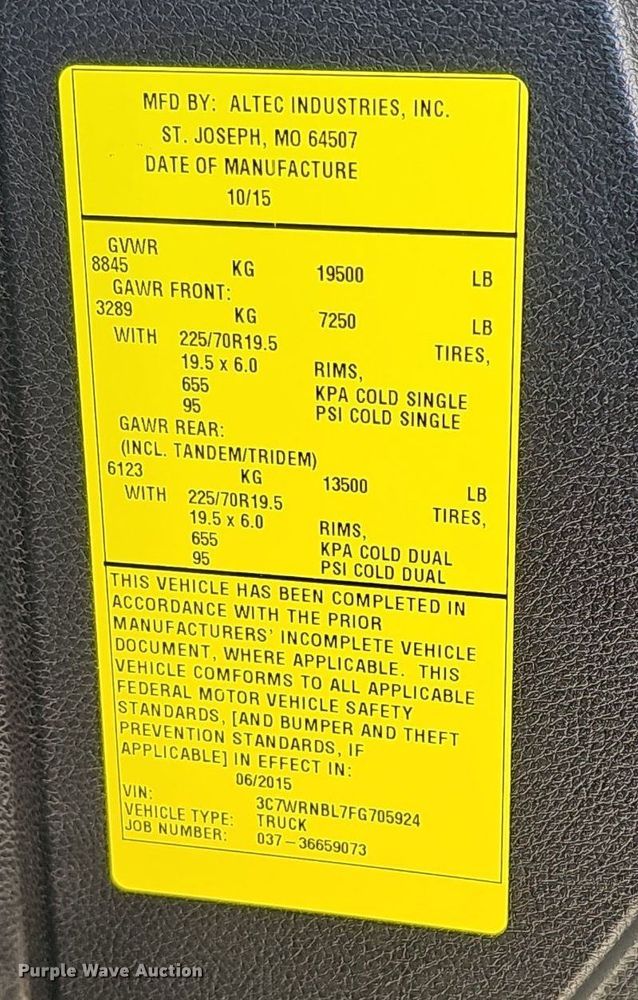 MFD BY: ALTEC INDUSTRIES, INC.
ST. JOSEPH, MO 64507
DATE OF MANUFACTURE
10/15
GVWR
8845 KG 19500 LB
GAWR FRONT:
3289 KG 7250 LB
WITH 225/70R19.5 TIRES,
19.5 x 6.0 RIMS,
655 KPA COLD SINGLE
95 PSI COLD SINGLE
GAWR REAR:
(INCL. TANDEM/TRIDEM)
6123 KG 13500 LB
WITH 225/70R19.5 TIRES,
19.5 x 6.0 RIMS,
655 KPA COLD DUAL
95 PSI COLD DUAL
THIS VEHICLE HAS BEEN COMPLETED IN
ACCORDANCE WITH THE PRIOR
MANUFACTURERS' INCOMPLETE VEHICLE
DOCUMENT, WHERE APPLICABLE. THIS
VEHICLE COMFORMS TO ALL APPLICABLE
FEDERAL MOTOR VEHICLE SAFETY
STANDARDS, [AND BUMPER AND THEFT
PREVENTION STANDARDS, IF
APPLICABLE] IN EFFECT IN:
06/2015
VIN: 3C7WRNBL7FG705924
VEHICLE TYPE: TRUCK
JOB NUMBER: 037-36659073
Purple Wave Auction